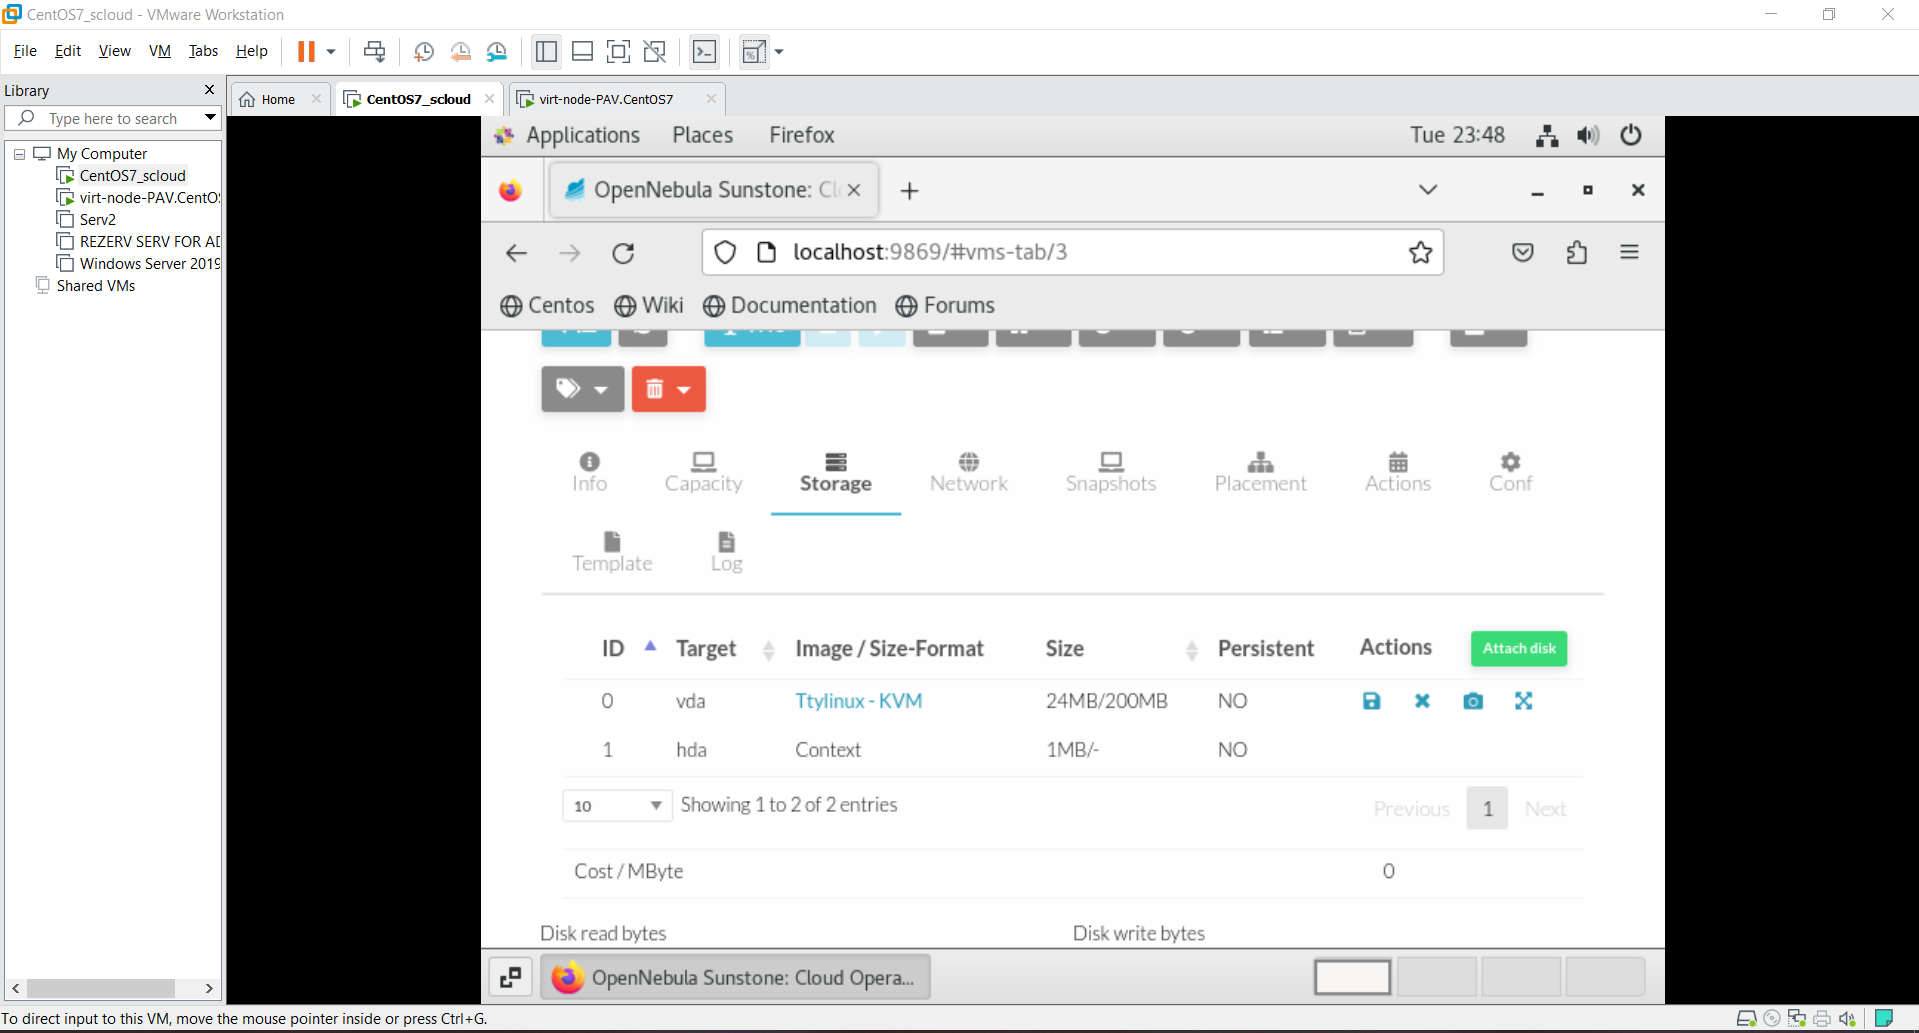 CentOS7_scloud - VMware Workstation
File Edit View VM Tabs Help
Library
Type here to search
My Computer
CentOS7_scloud
virt-node-PAV.CentO
Serv2
REZERV SERV FOR AD
Windows Server 2019
Shared VMs
Home CentOS7_scloud virt-node-PAV.CentOS7
Applications Places Firefox Tue 23:48
OpenNebula Sunstone: Clo
localhost:9869/#vms-tab/3
Centos Wiki Documentation Forums
Info Capacity Storage Network Snapshots Placement Actions Conf
Template Log
ID Target Image / Size-Format Size Persistent Actions Attach disk
0 vda Ttylinux - KVM 24MB/200MB NO
1 hda Context 1MB/- NO
10 Showing 1 to 2 of 2 entries Previous 1 Next
Cost / MByte 0
Disk read bytes Disk write bytes
OpenNebula Sunstone: Cloud Opera...
To direct input to this VM, move the mouse pointer inside or press Ctrl+G.